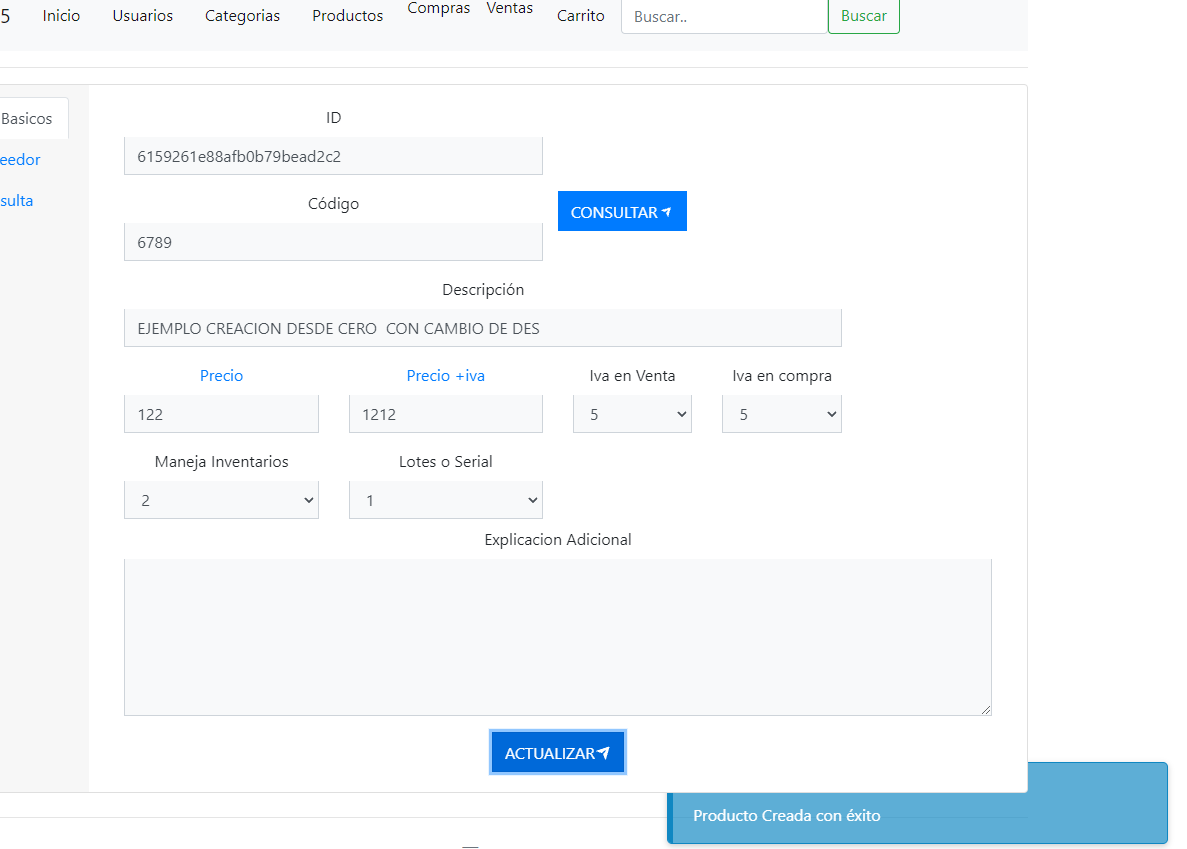 5 Inicio Usuarios Categorias Productos Compras Ventas Carrito Buscar.. Buscar
Basicos
eedor
sulta
ID
6159261e88afb0b79bead2c2
Código
CONSULTAR
6789
Descripción
EJEMPLO CREACION DESDE CERO  CON CAMBIO DE DES
Precio Precio +iva Iva en Venta Iva en compra
122 1212 5 5
Maneja Inventarios Lotes o Serial
2 1
Explicacion Adicional
ACTUALIZAR
Producto Creada con éxito